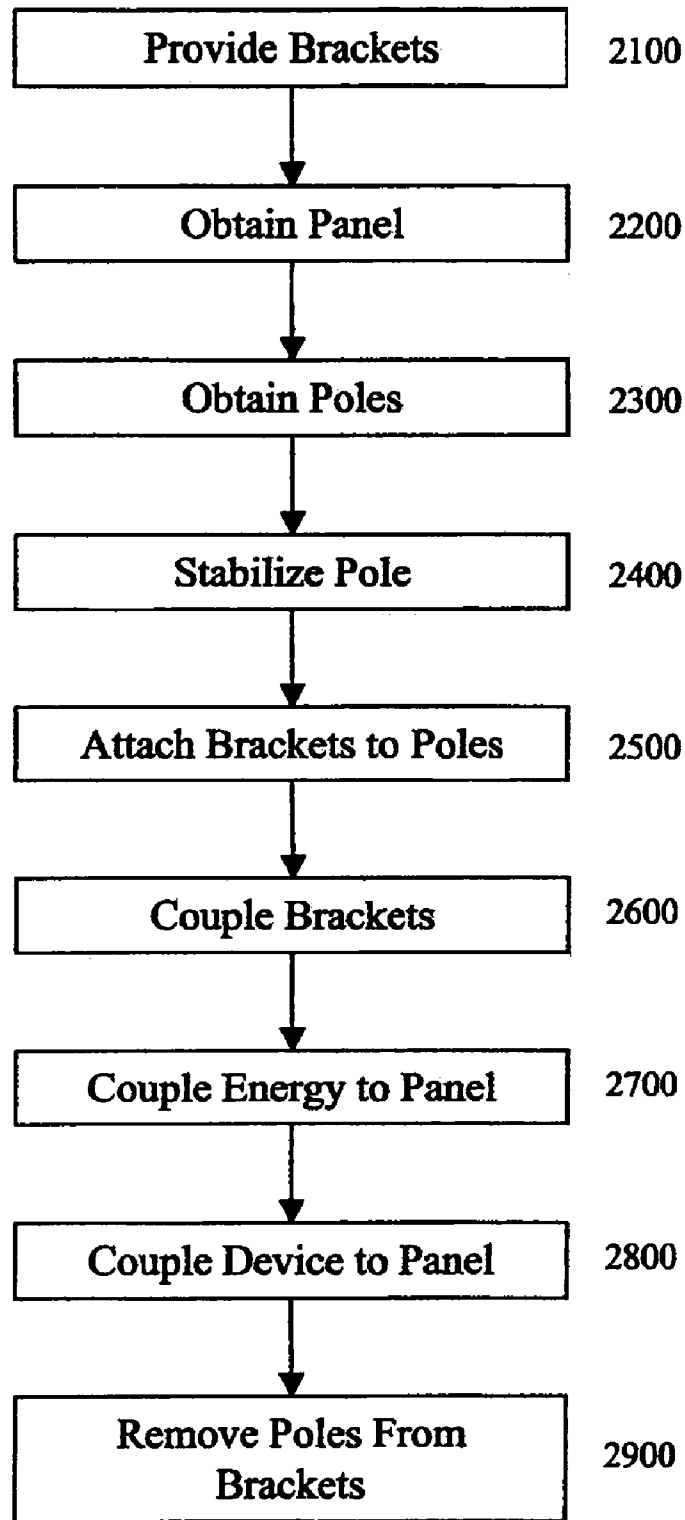 Provide Brackets 2100
Obtain Panel 2200
Obtain Poles 2300
Stabilize Pole 2400
Attach Brackets to Poles 2500
Couple Brackets 2600
Couple Energy to Panel 2700
Couple Device to Panel 2800
Remove Poles From
Brackets 2900